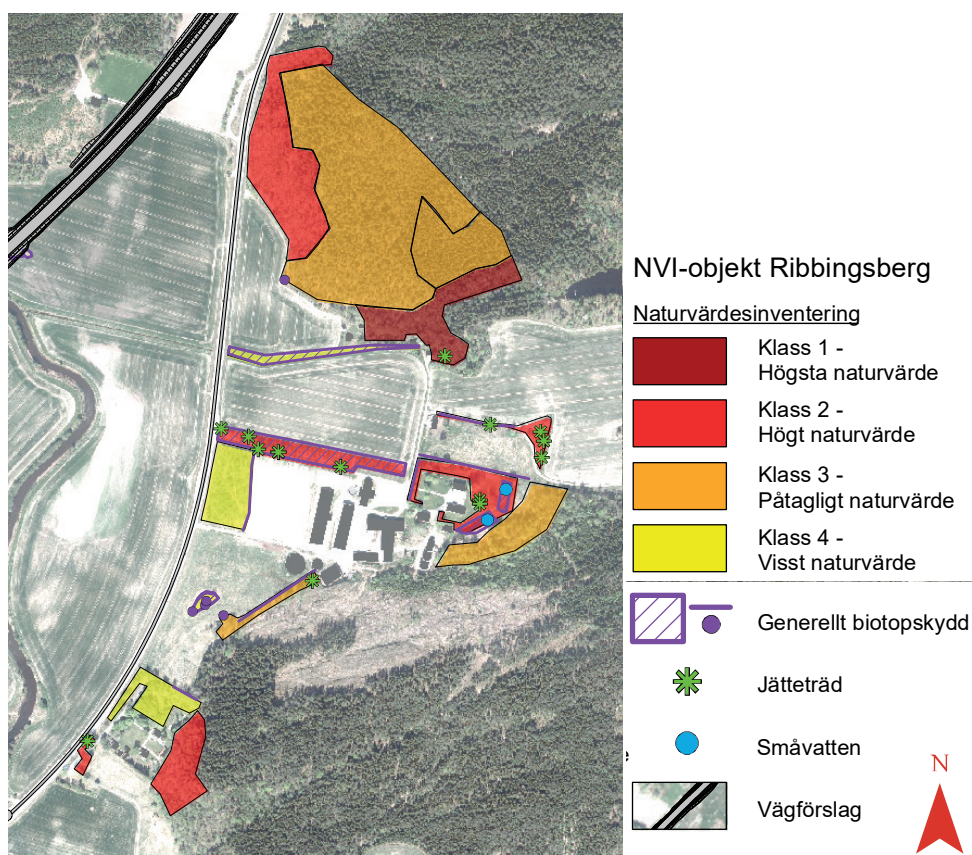 NVI-objekt Ribbingsberg
Naturvärdesinventering
Klass 1 -
Högsta naturvärde
Klass 2 -
Högt naturvärde
Klass 3 -
Påtagligt naturvärde
Klass 4 -
Visst naturvärde
Generellt biotopskydd
Jätteträd
Småvatten
e
Vägförslag
N